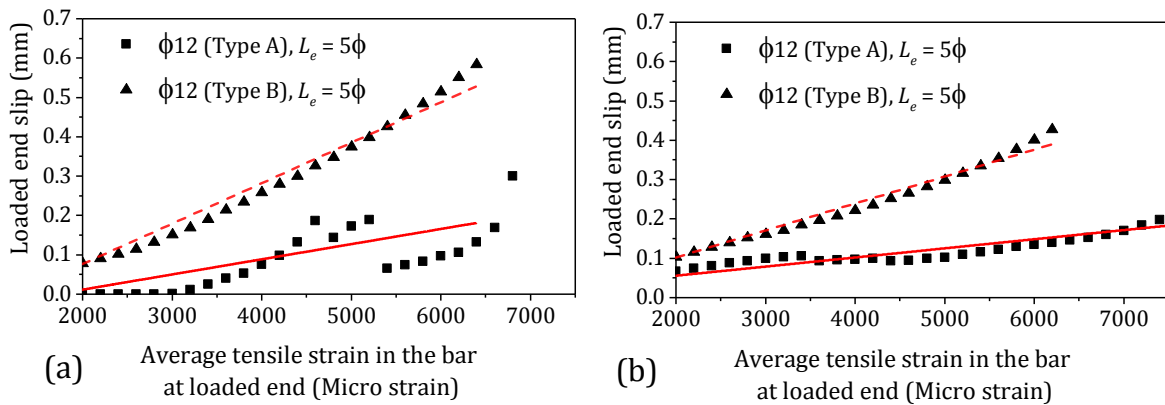 0.7
0.6
0.5
0.4
0.3
0.2
0.1
0.0
Loaded end slip (mm)
ϕ12 (Type A), Lₑ = 5ϕ
ϕ12 (Type B), Lₑ = 5ϕ
2000 3000 4000 5000 6000 7000
Average tensile strain in the bar
at loaded end (Micro strain)
(a)
0.7
0.6
0.5
0.4
0.3
0.2
0.1
0.0
Loaded end slip (mm)
ϕ12 (Type A), Lₑ = 5ϕ
ϕ12 (Type B), Lₑ = 5ϕ
2000 3000 4000 5000 6000 7000
Average tensile strain in the bar
at loaded end (Micro strain)
(b)